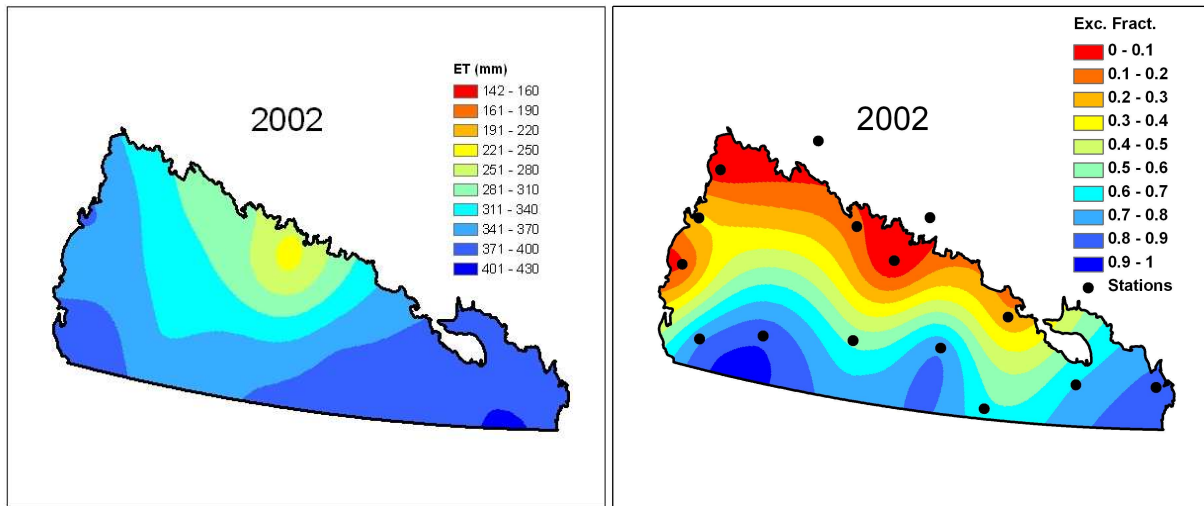 ET (mm)
142 - 160
161 - 190
191 - 220
221 - 250
251 - 280
281 - 310
311 - 340
341 - 370
371 - 400
401 - 430
2002
Exc. Fract.
0 - 0.1
0.1 - 0.2
0.2 - 0.3
0.3 - 0.4
0.4 - 0.5
0.5 - 0.6
0.6 - 0.7
0.7 - 0.8
0.8 - 0.9
0.9 - 1
Stations
2002